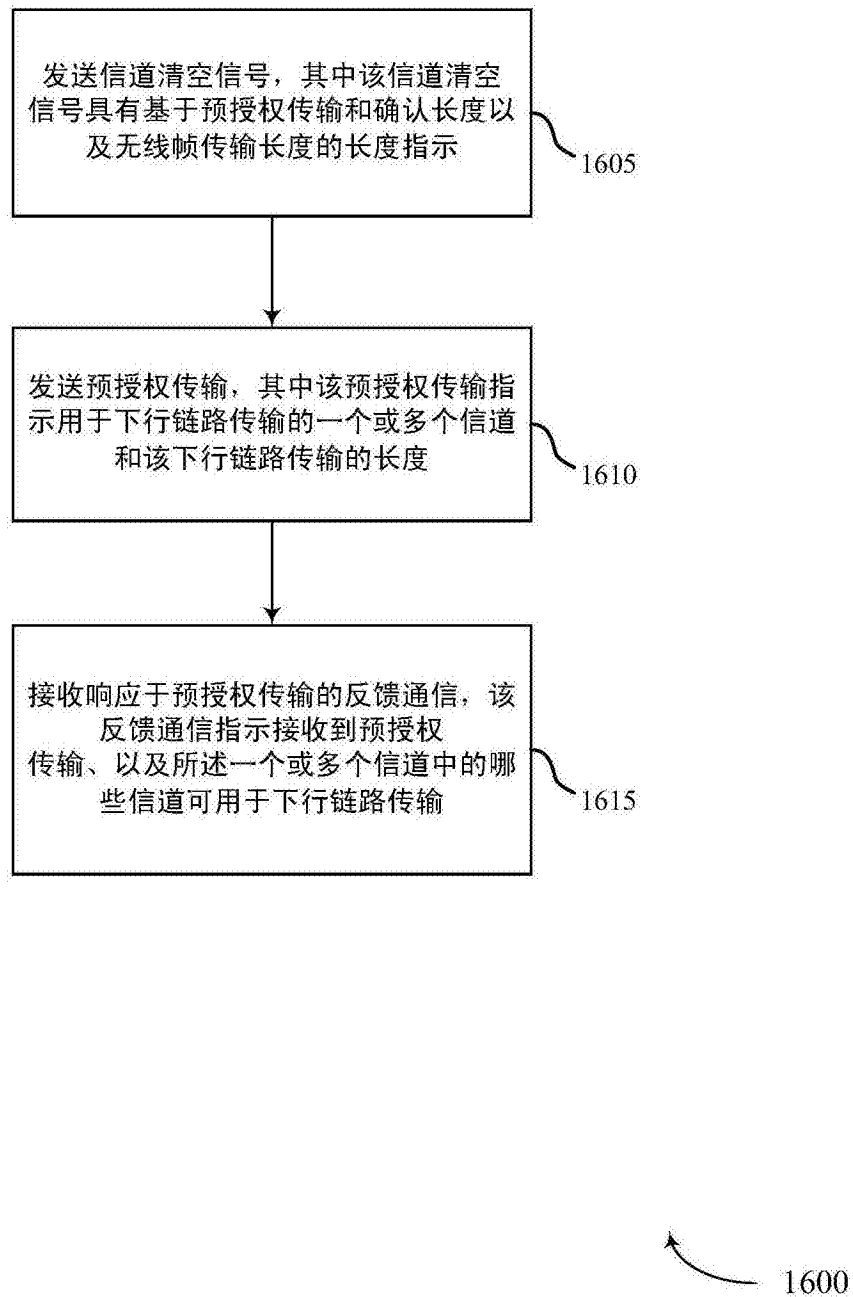 发送信道清空信号，其中该信道清空
信号具有基于预授权传输和确认长度以
及无线帧传输长度的长度指示
1605
发送预授权传输，其中该预授权传输指
示用于下行链路传输的一个或多个信道
和该下行链路传输的长度
1610
接收响应于预授权传输的反馈通信，该
反馈通信指示接收到预授权
传输、以及所述一个或多个信道中的哪
些信道可用于下行链路传输
1615
1600